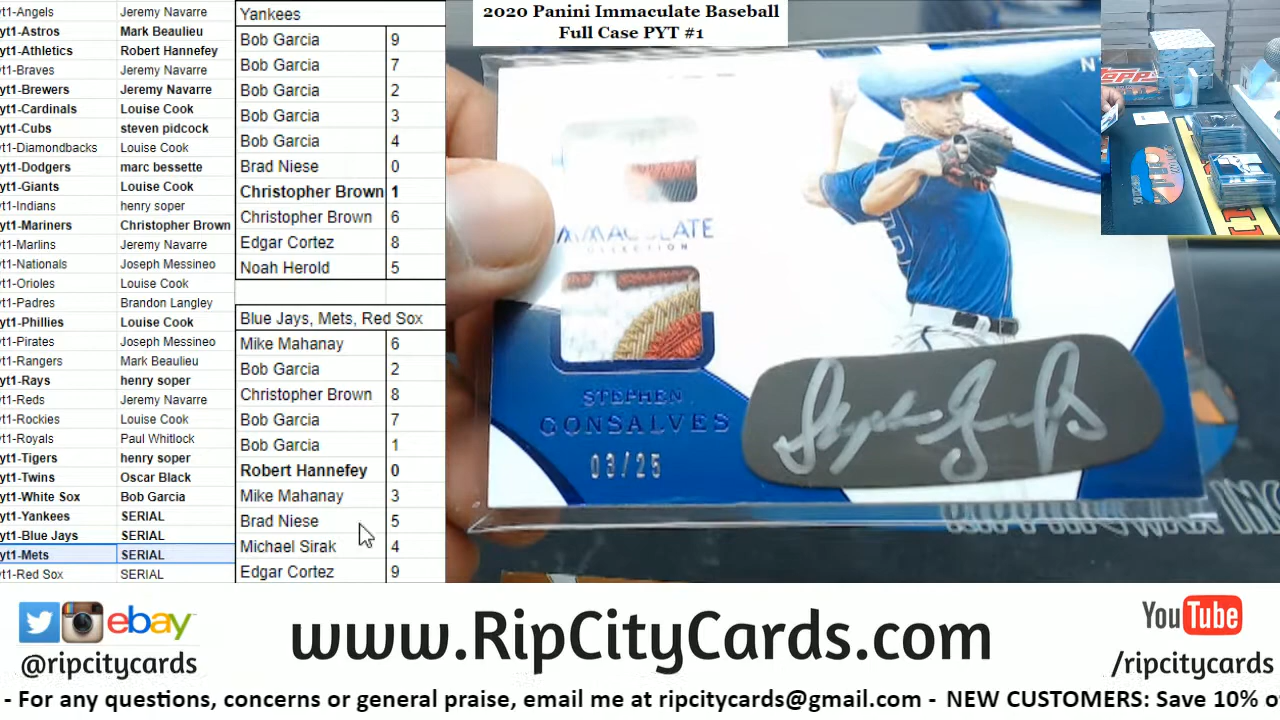 yt1-Angels Jeremy Navarre
yt1-Astros Mark Beaulieu
yt1-Athletics Robert Hannefey
yt1-Braves Jeremy Navarre
yt1-Brewers Jeremy Navarre
yt1-Cardinals Louise Cook
yt1-Cubs steven pidcock
yt1-Diamondbacks Louise Cook
yt1-Dodgers marc bessette
yt1-Giants Louise Cook
yt1-Indians henry soper
yt1-Mariners Christopher Brown
yt1-Marlins Jeremy Navarre
yt1-Nationals Joseph Messineo
yt1-Orioles Louise Cook
yt1-Padres Brandon Langley
yt1-Phillies Louise Cook
yt1-Pirates Joseph Messineo
yt1-Rangers Mark Beaulieu
yt1-Rays henry soper
yt1-Reds Jeremy Navarre
yt1-Rockies Louise Cook
yt1-Royals Paul Whitlock
yt1-Tigers henry soper
yt1-Twins Oscar Black
yt1-White Sox Bob Garcia
yt1-Yankees SERIAL
yt1-Blue Jays SERIAL
yt1-Mets SERIAL
yt1-Red Sox SERIAL
Yankees
Bob Garcia 9
Bob Garcia 7
Bob Garcia 2
Bob Garcia 3
Bob Garcia 4
Brad Niese 0
Christopher Brown 1
Christopher Brown 6
Edgar Cortez 8
Noah Herold 5
Blue Jays, Mets, Red Sox
Mike Mahanay 6
Bob Garcia 2
Christopher Brown 8
Bob Garcia 7
Bob Garcia 1
Robert Hannefey 0
Mike Mahanay 3
Brad Niese 5
Michael Sirak 4
Edgar Cortez 9
2020 Panini Immaculate Baseball
Full Case PYT #1
IMMACULATE
COLLECTION
STEPHEN
GONSALVES
03/25
ebay
@ripcitycards
www.RipCityCards.com
YouTube
/ripcitycards
- For any questions, concerns or general praise, email me at ripcitycards@gmail.com - NEW CUSTOMERS: Save 10% o